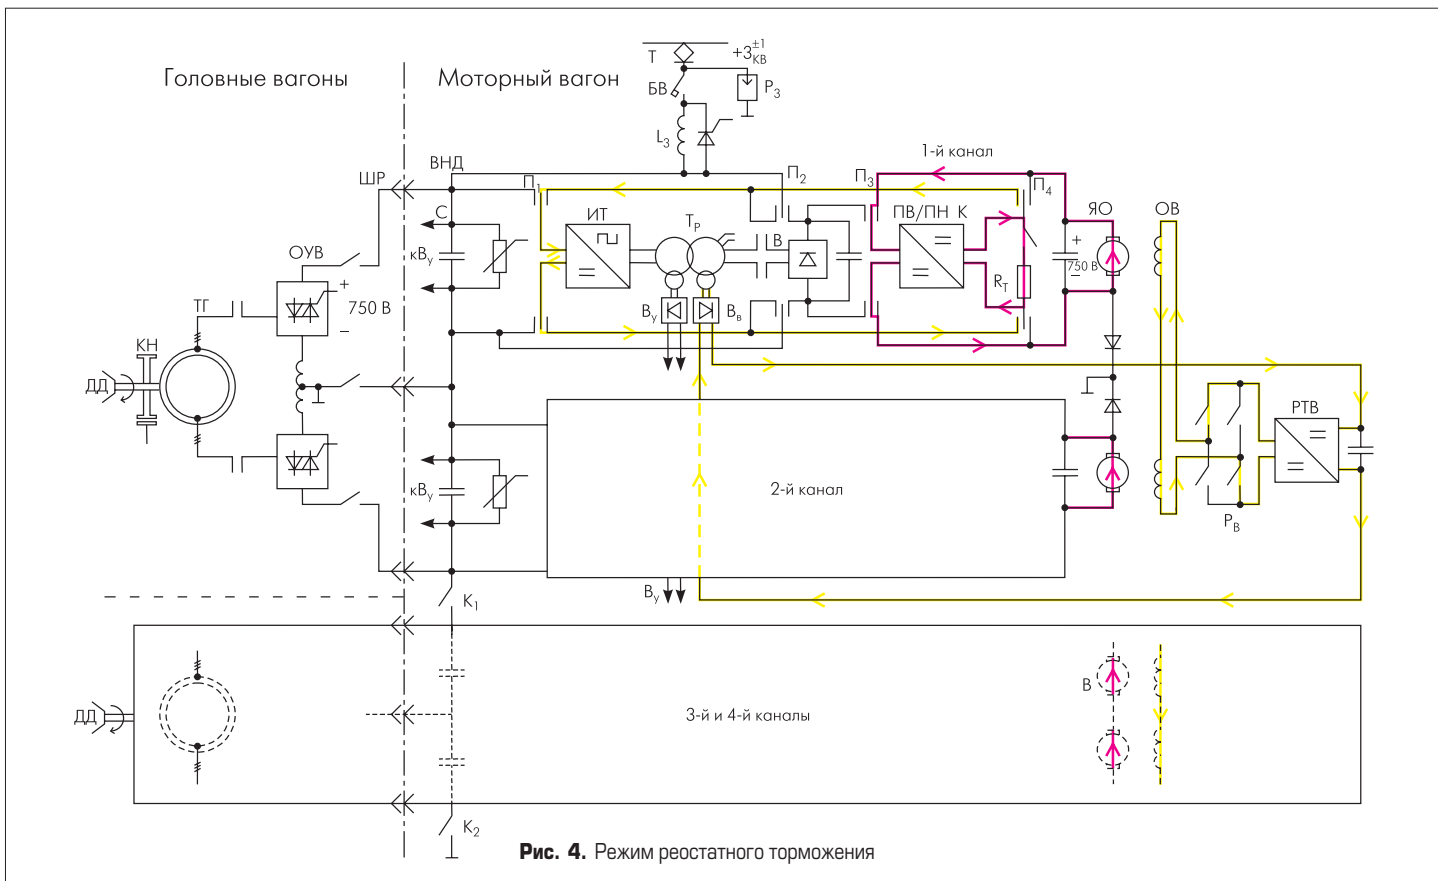 Головные вагоны
Моторный вагон
Т
+3 ±1 КВ
БВ
Р3
L3
1-й канал
ВНД
ШР
П1
П2
П3
П4
ЯО
ОВ
С
ИТ
ТР
В
ПВ/ПН К
ОУВ
кВу
+
750 В
–
RТ
+
750 В
–
ТГ
Ву
Вв
КН
ДД
РТВ
2-й канал
кВу
РВ
Ву
К1
В
ДД
3-й и 4-й каналы
К2
Рис. 4. Режим реостатного торможения